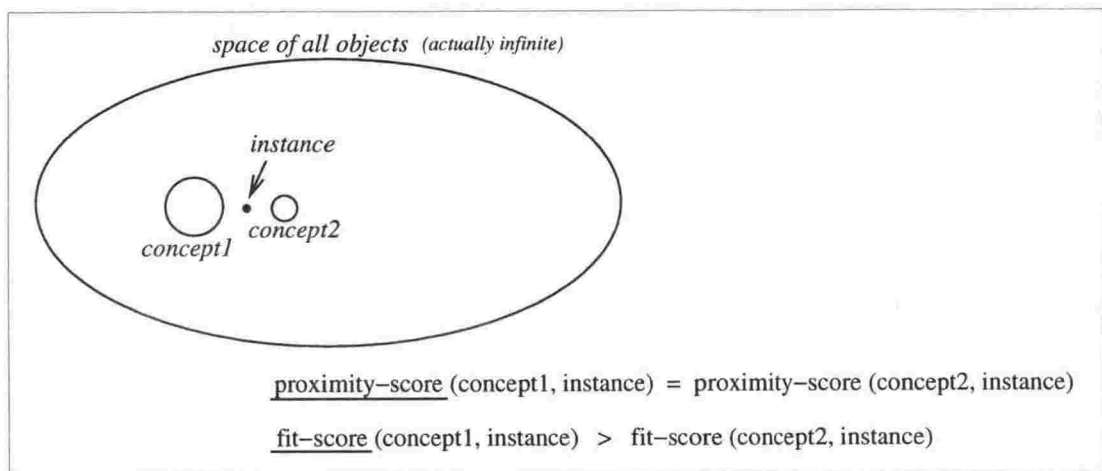 space of all objects (actually infinite)
instance
concept1
concept2
proximity–score (concept1, instance) = proximity–score (concept2, instance)
fit–score (concept1, instance) > fit–score (concept2, instance)